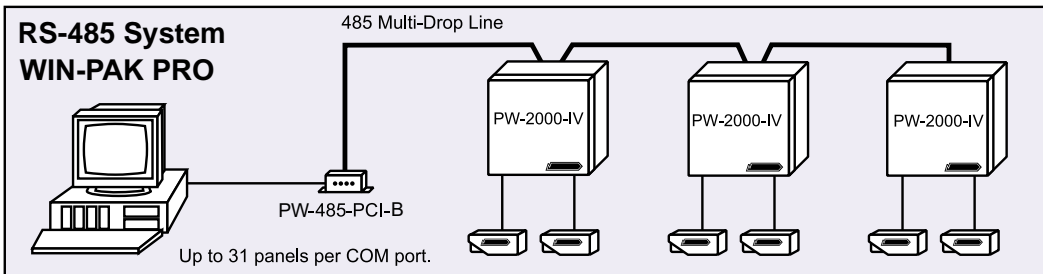 RS-485 System
WIN-PAK PRO
485 Multi-Drop Line
PW-2000-IV
PW-2000-IV
PW-2000-IV
PW-485-PCI-B
Up to 31 panels per COM port.